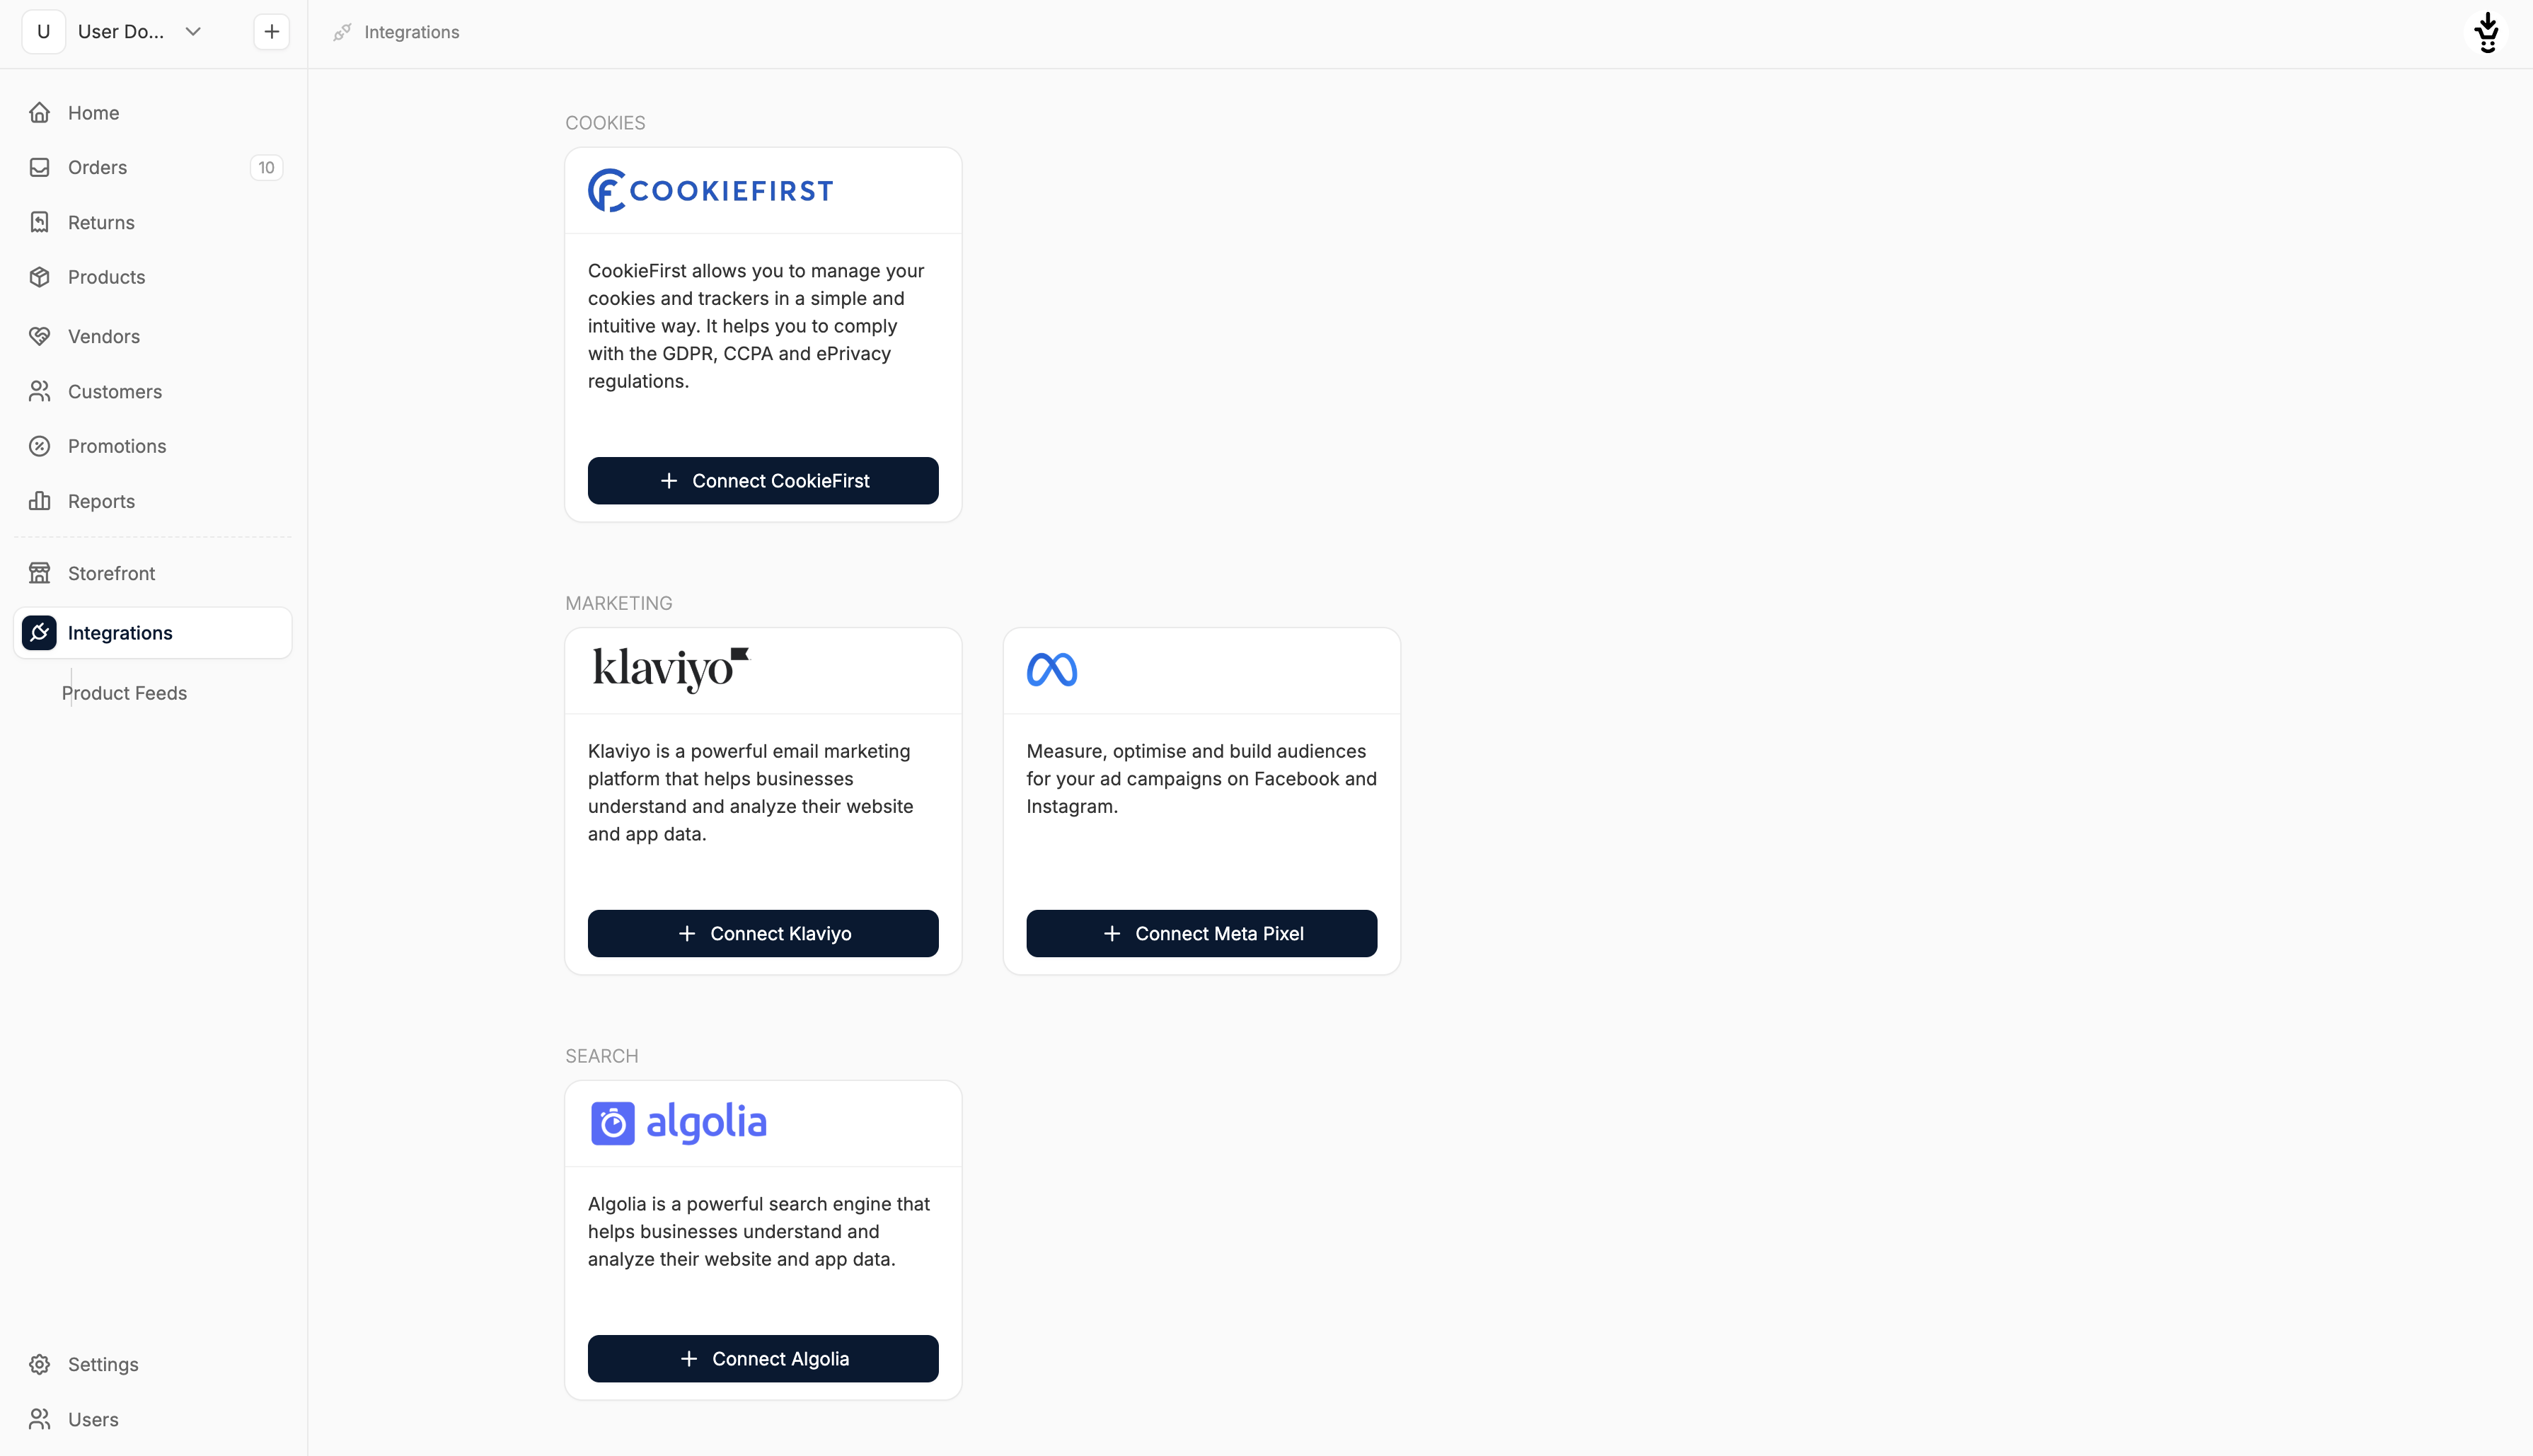 U
User Do...
Integrations
Home
Orders
10
Returns
Products
Vendors
Customers
Promotions
Reports
Storefront
Integrations
Product Feeds
Settings
Users
COOKIES
COOKIEFIRST
CookieFirst allows you to manage your
cookies and trackers in a simple and
intuitive way. It helps you to comply
with the GDPR, CCPA and ePrivacy
regulations.
Connect CookieFirst
MARKETING
klaviyo
Klaviyo is a powerful email marketing
platform that helps businesses
understand and analyze their website
and app data.
Connect Klaviyo
Measure, optimise and build audiences
for your ad campaigns on Facebook and
Instagram.
Connect Meta Pixel
SEARCH
algolia
Algolia is a powerful search engine that
helps businesses understand and
analyze their website and app data.
Connect Algolia